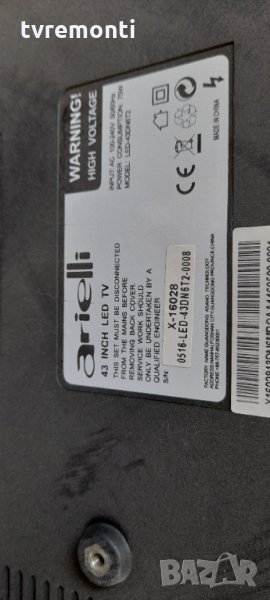 tvremonti
WARNING!
HIGH VOLTAGE
INPUT: AC 100-240V 50/60Hz
POWER CONSUMPTION: 75W
MODEL: LED-43DN6T2
MADE IN CHINA
arielli
43 INCH LED TV
THIS SET MUST BE DISCONNECTED
FROM THE MAINS BEFORE
REMOVING BACK COVER.
SERVICE WORK SHOULD
ONLY BE UNDERTAKEN BY A
QUALIFIED ENGINEER
S/N:
X-16028
0516-LED-43DN6T2-0008
BAZAR